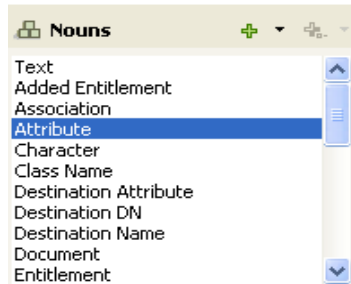 Nouns
Text
Added Entitlement
Association
Attribute
Character
Class Name
Destination Attribute
Destination DN
Destination Name
Document
Entitlement